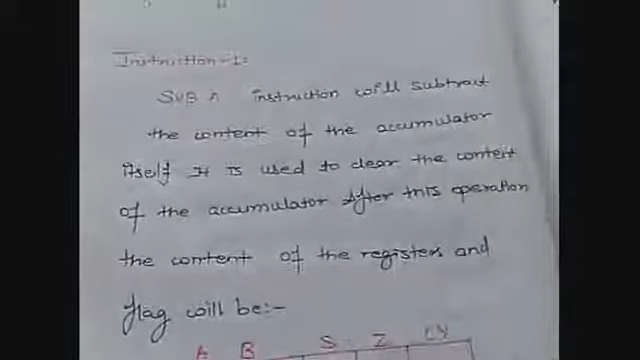 Instruction-1:
SUB A instruction will subtract
the content of the accumulator
itself It is used to clear the content
of the accumulator After this operation
the content of the registers and
flag will be:-
A B S Z CY